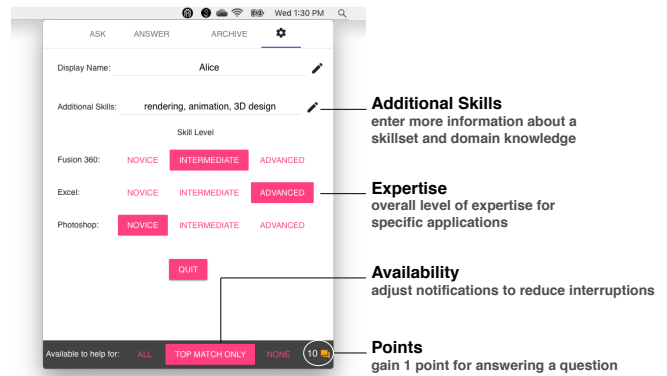 Wed 1:30 PM
ASK ANSWER ARCHIVE
Display Name: Alice
Additional Skills: rendering, animation, 3D design
Skill Level
Fusion 360: NOVICE INTERMEDIATE ADVANCED
Excel: NOVICE INTERMEDIATE ADVANCED
Photoshop: NOVICE INTERMEDIATE ADVANCED
QUIT
Available to help for: ALL TOP MATCH ONLY NONE 10
Additional Skills
enter more information about a
skillset and domain knowledge
Expertise
overall level of expertise for
specific applications
Availability
adjust notifications to reduce interruptions
Points
gain 1 point for answering a question